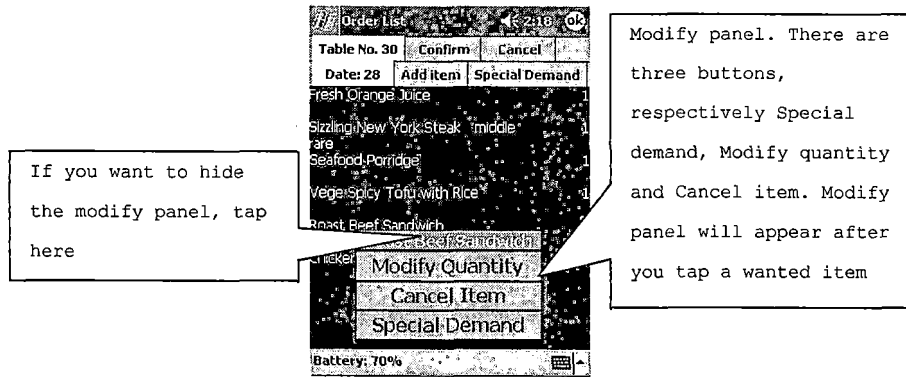 Order List 2:18 ok
Table No. 30 Confirm Cancel
Date: 28 Add item Special Demand
Fresh Orange Juice 1
Sizzling New York Steak middle 1
rare
Seafood Porridge 1
Vege Spicy Tofu with Rice 1
Roast Beef Sandwich
Beef Sandwich
Chicken
Modify Quantity
Cancel Item
Special Demand
Battery: 70%
If you want to hide
the modify panel, tap
here
Modify panel. There are
three buttons,
respectively Special
demand, Modify quantity
and Cancel item. Modify
panel will appear after
you tap a wanted item